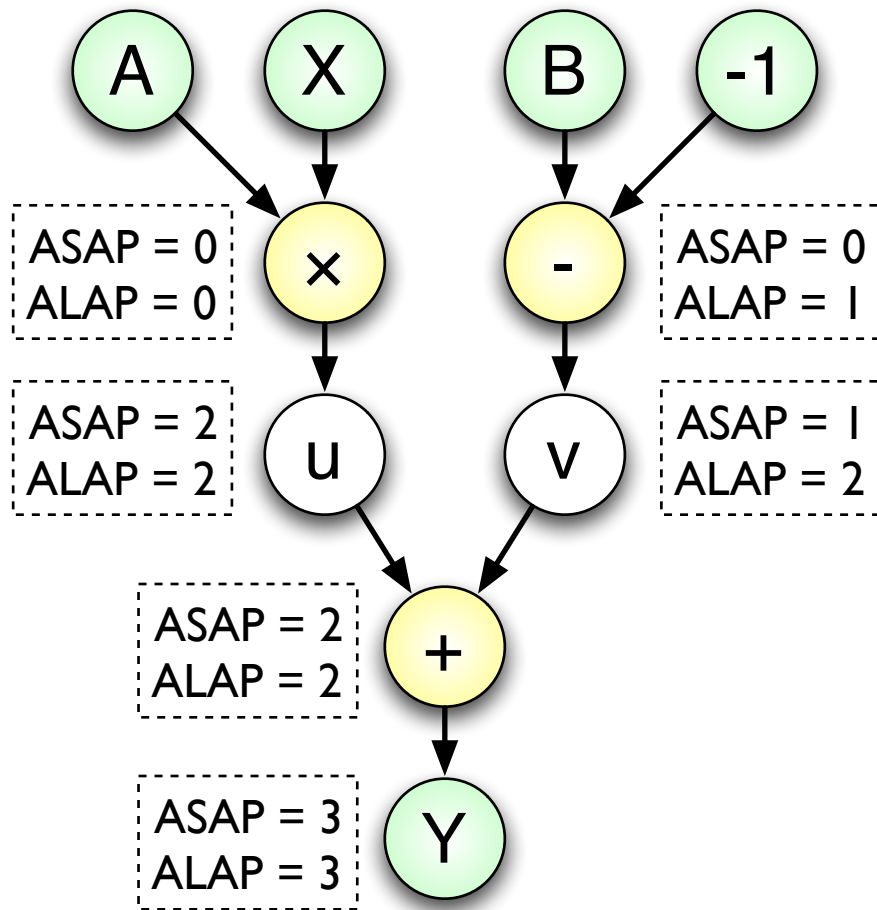 A X B -1
ASAP = 0
ALAP = 0
×
-
ASAP = 0
ALAP = 1
ASAP = 2
ALAP = 2
u
v
ASAP = 1
ALAP = 2
ASAP = 2
ALAP = 2
+
ASAP = 3
ALAP = 3
Y